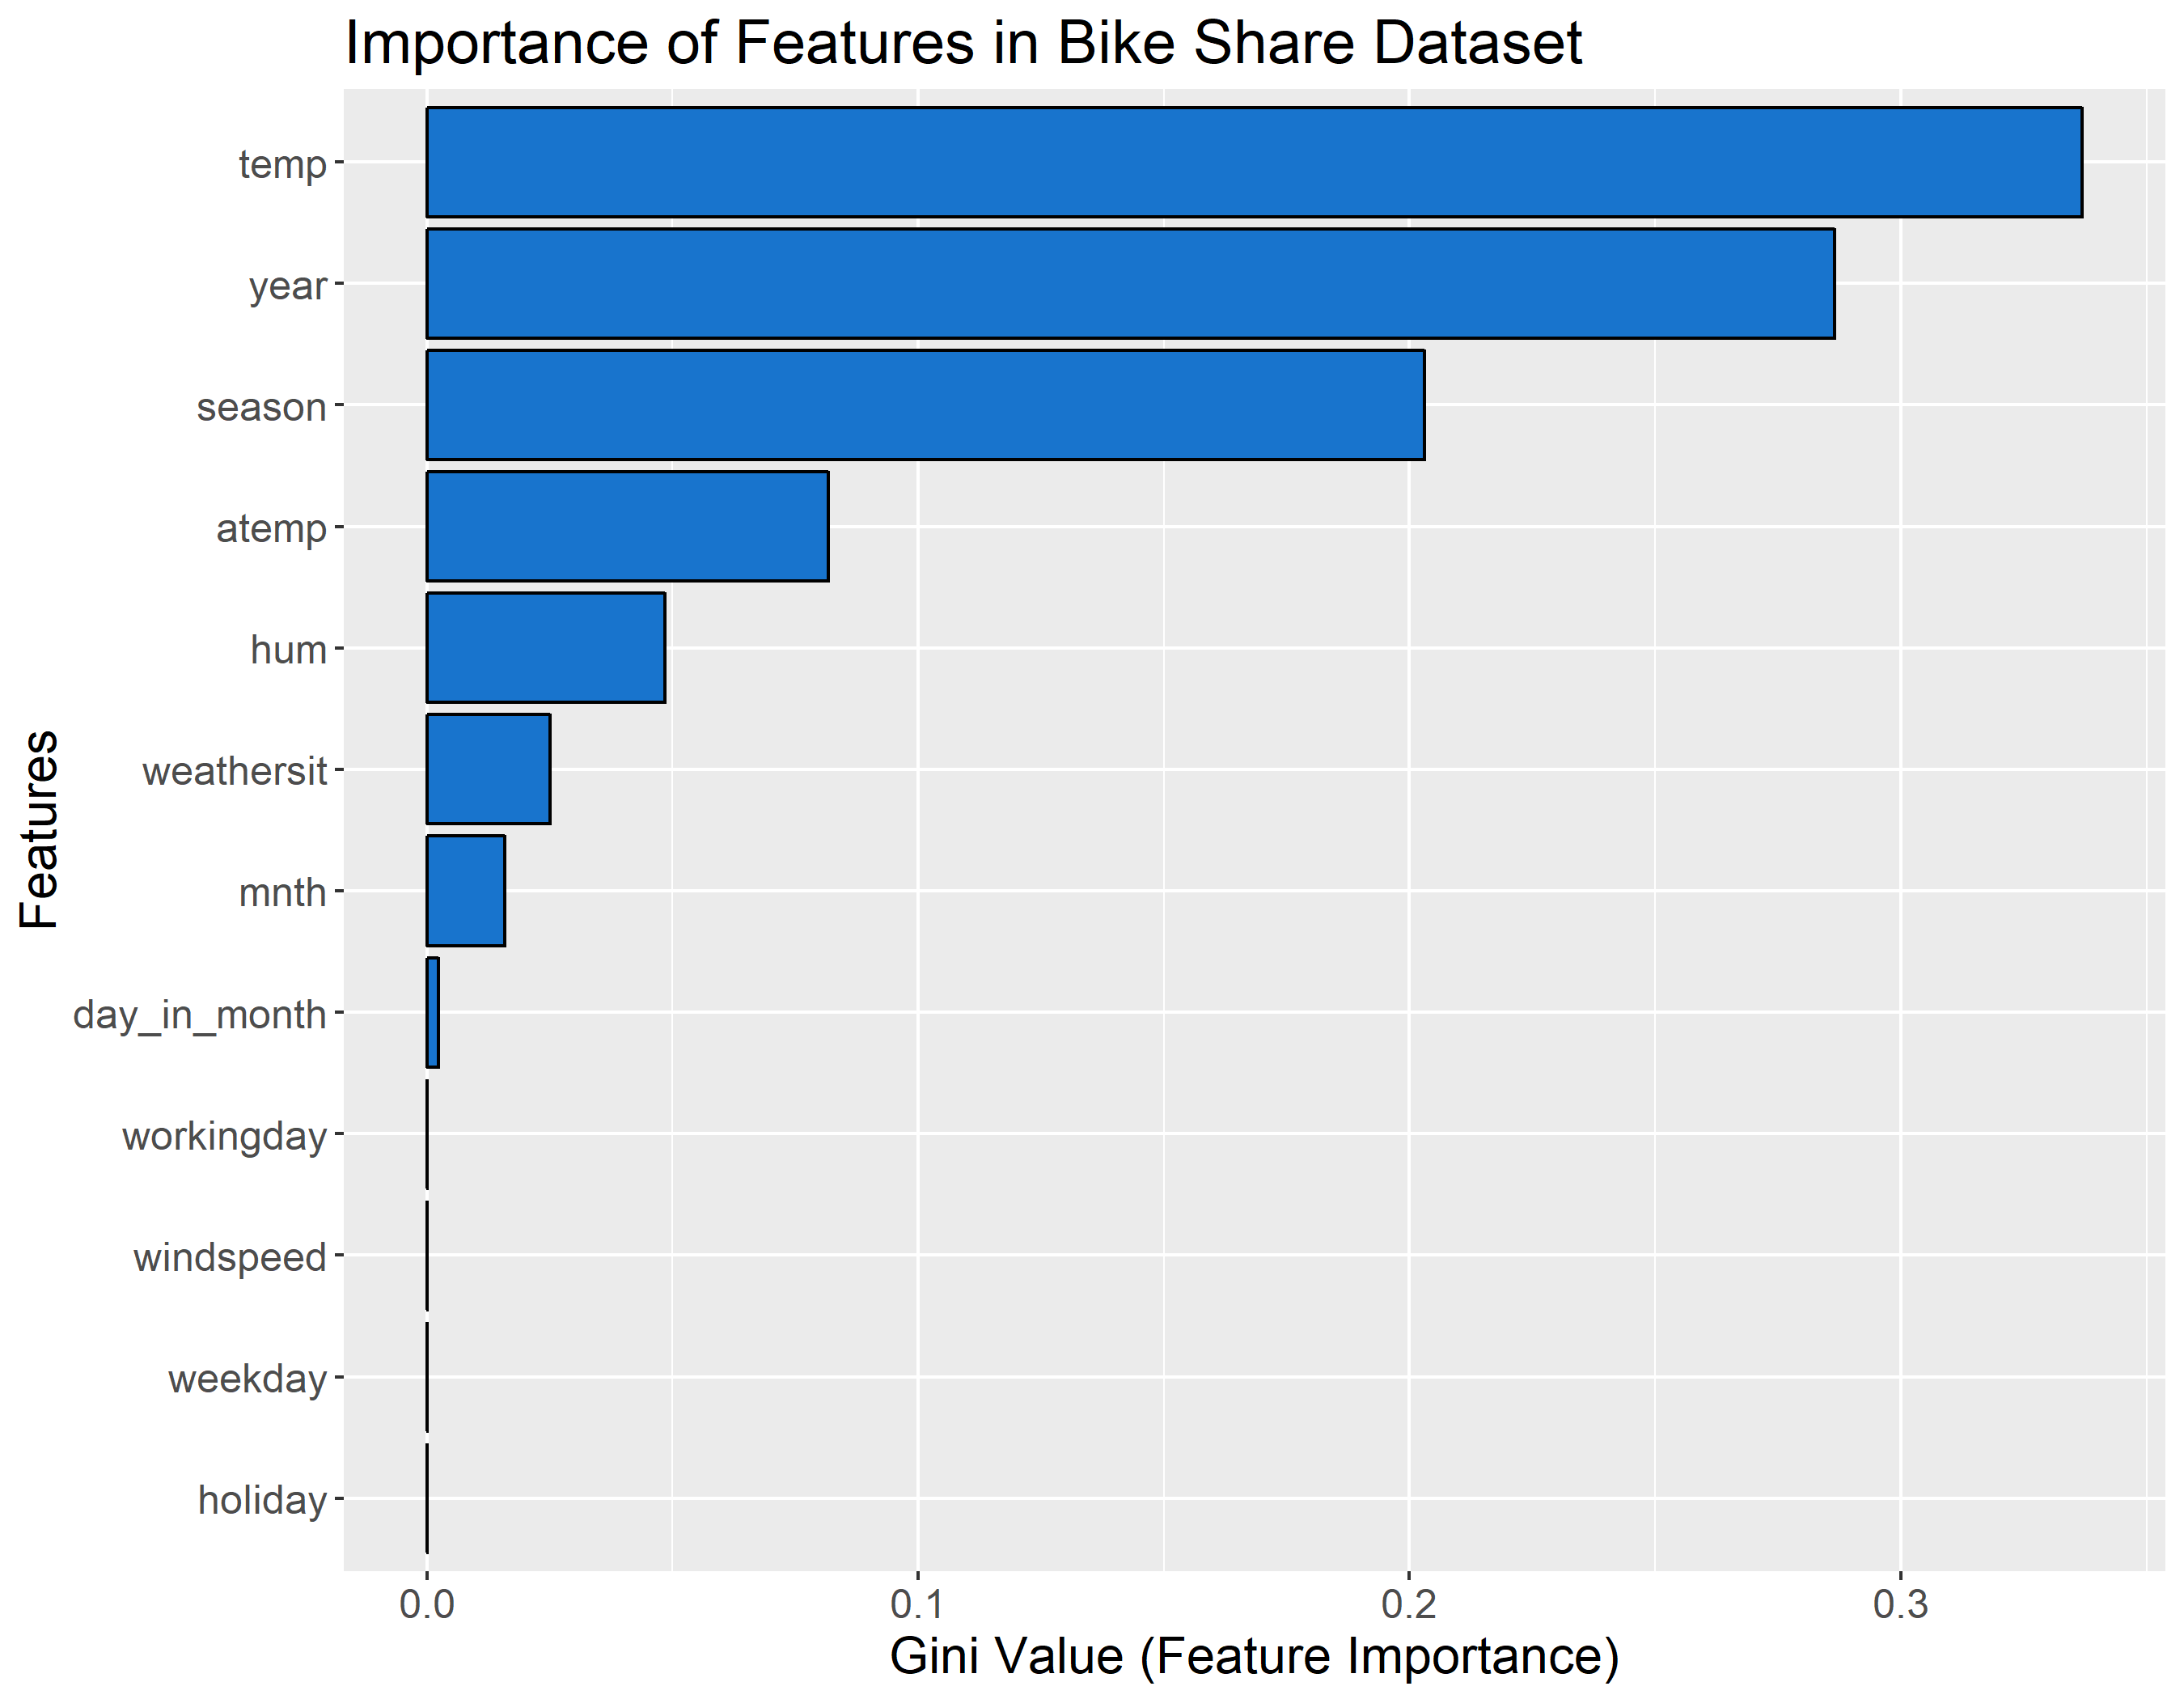 Importance of Features in Bike Share Dataset
temp
year
season
atemp
hum
weathersit
mnth
day_in_month
workingday
windspeed
weekday
holiday
Features
0.0 0.1 0.2 0.3
Gini Value (Feature Importance)